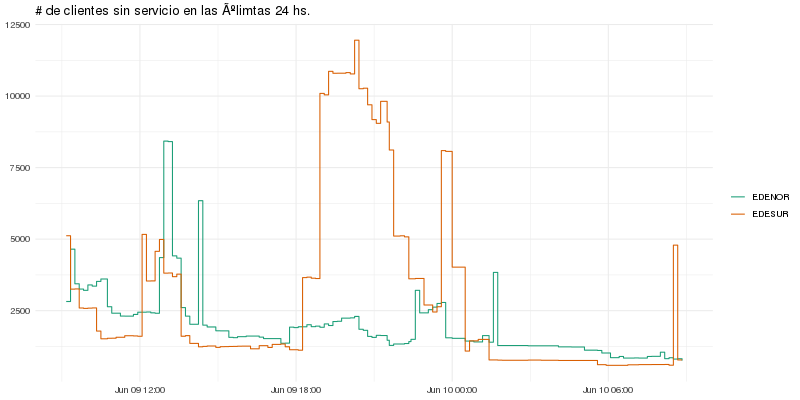 # de clientes sin servicio en las Ãºlimtas 24 hs.
12500
10000
7500
5000
2500
EDENOR
EDESUR
Jun 09 12:00
Jun 09 18:00
Jun 10 00:00
Jun 10 06:00